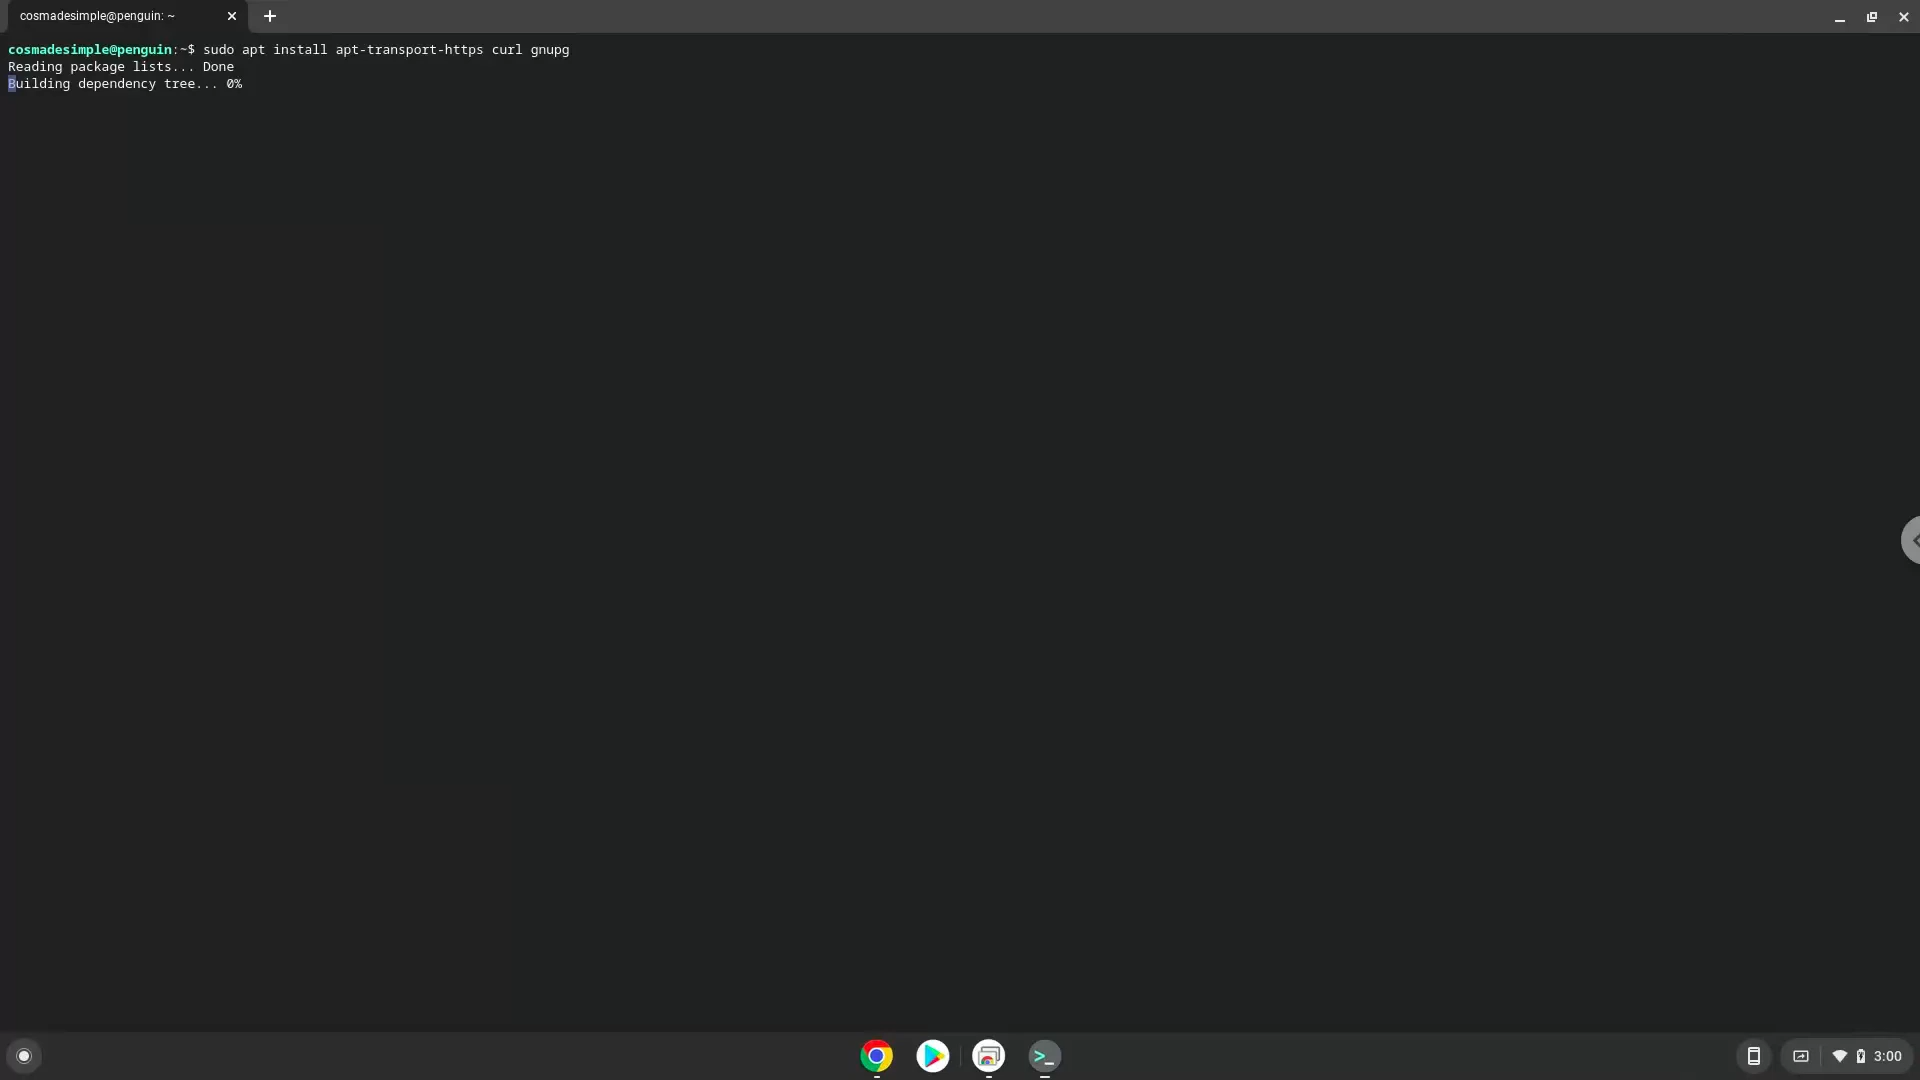 cosmadesimple@penguin: ~
cosmadesimple@penguin:~$ sudo apt install apt-transport-https curl gnupg
Reading package lists... Done
Building dependency tree... 0%
>_
3:00